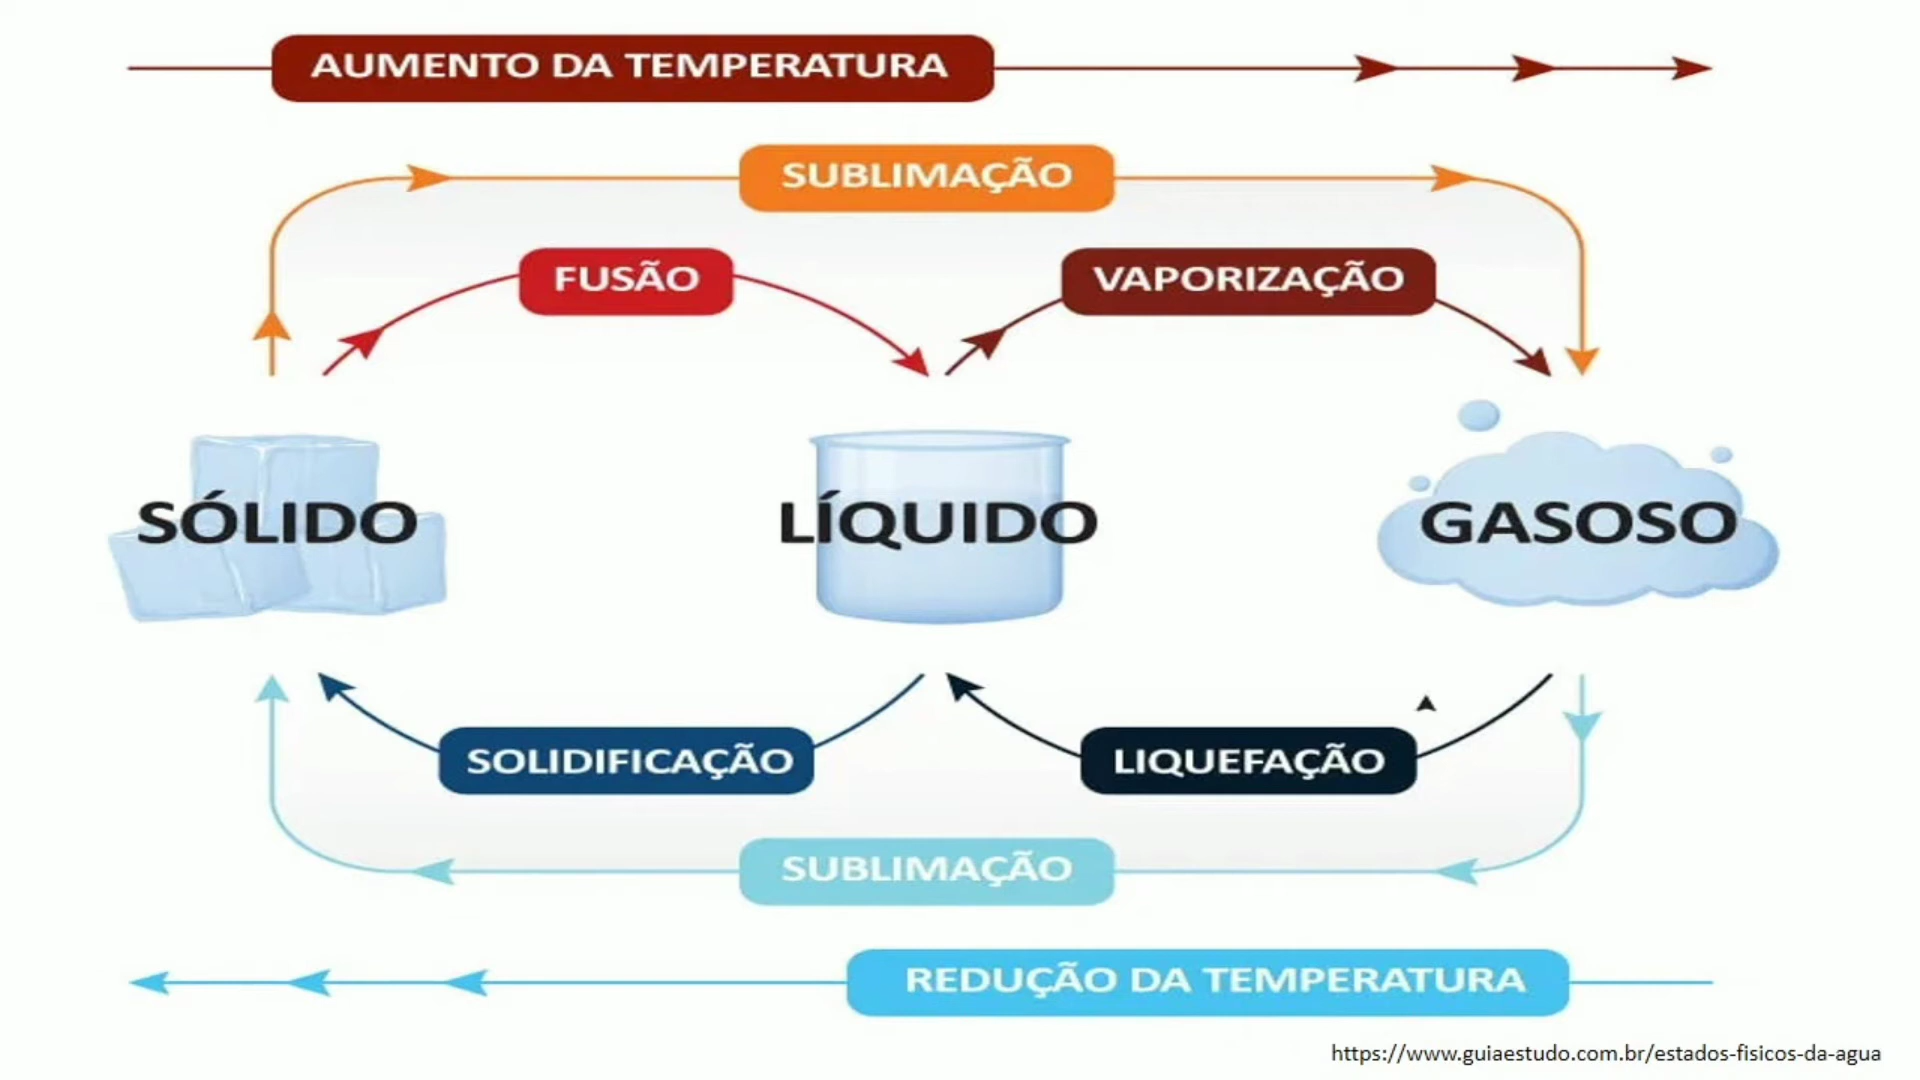 AUMENTO DA TEMPERATURA
SUBLIMAÇÃO
FUSÃO
VAPORIZAÇÃO
SÓLIDO
LÍQUIDO
GASOSO
SOLIDIFICAÇÃO
LIQUEFAÇÃO
SUBLIMAÇÃO
REDUÇÃO DA TEMPERATURA
https://www.guiaestudo.com.br/estados-fisicos-da-agua